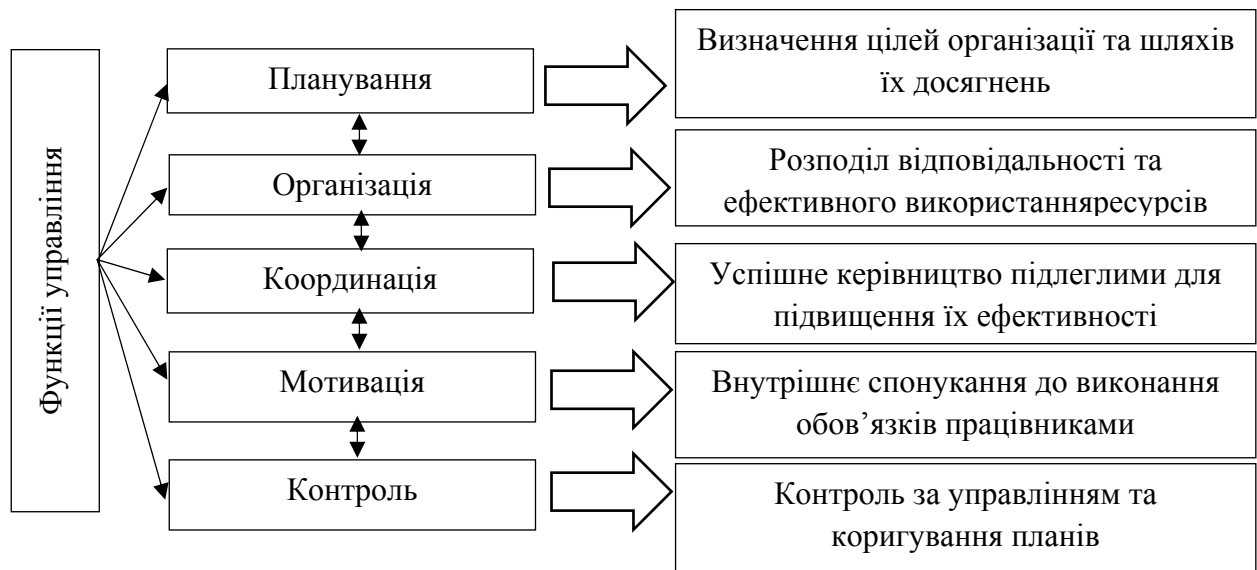 Функції управління
Планування
Визначення цілей організації та шляхів
їх досягнень
Організація
Розподіл відповідальності та
ефективного використанняресурсів
Координація
Успішне керівництво підлеглими для
підвищення їх ефективності
Мотивація
Внутрішнє спонукання до виконання
обов’язків працівниками
Контроль
Контроль за управлінням та
коригування планів